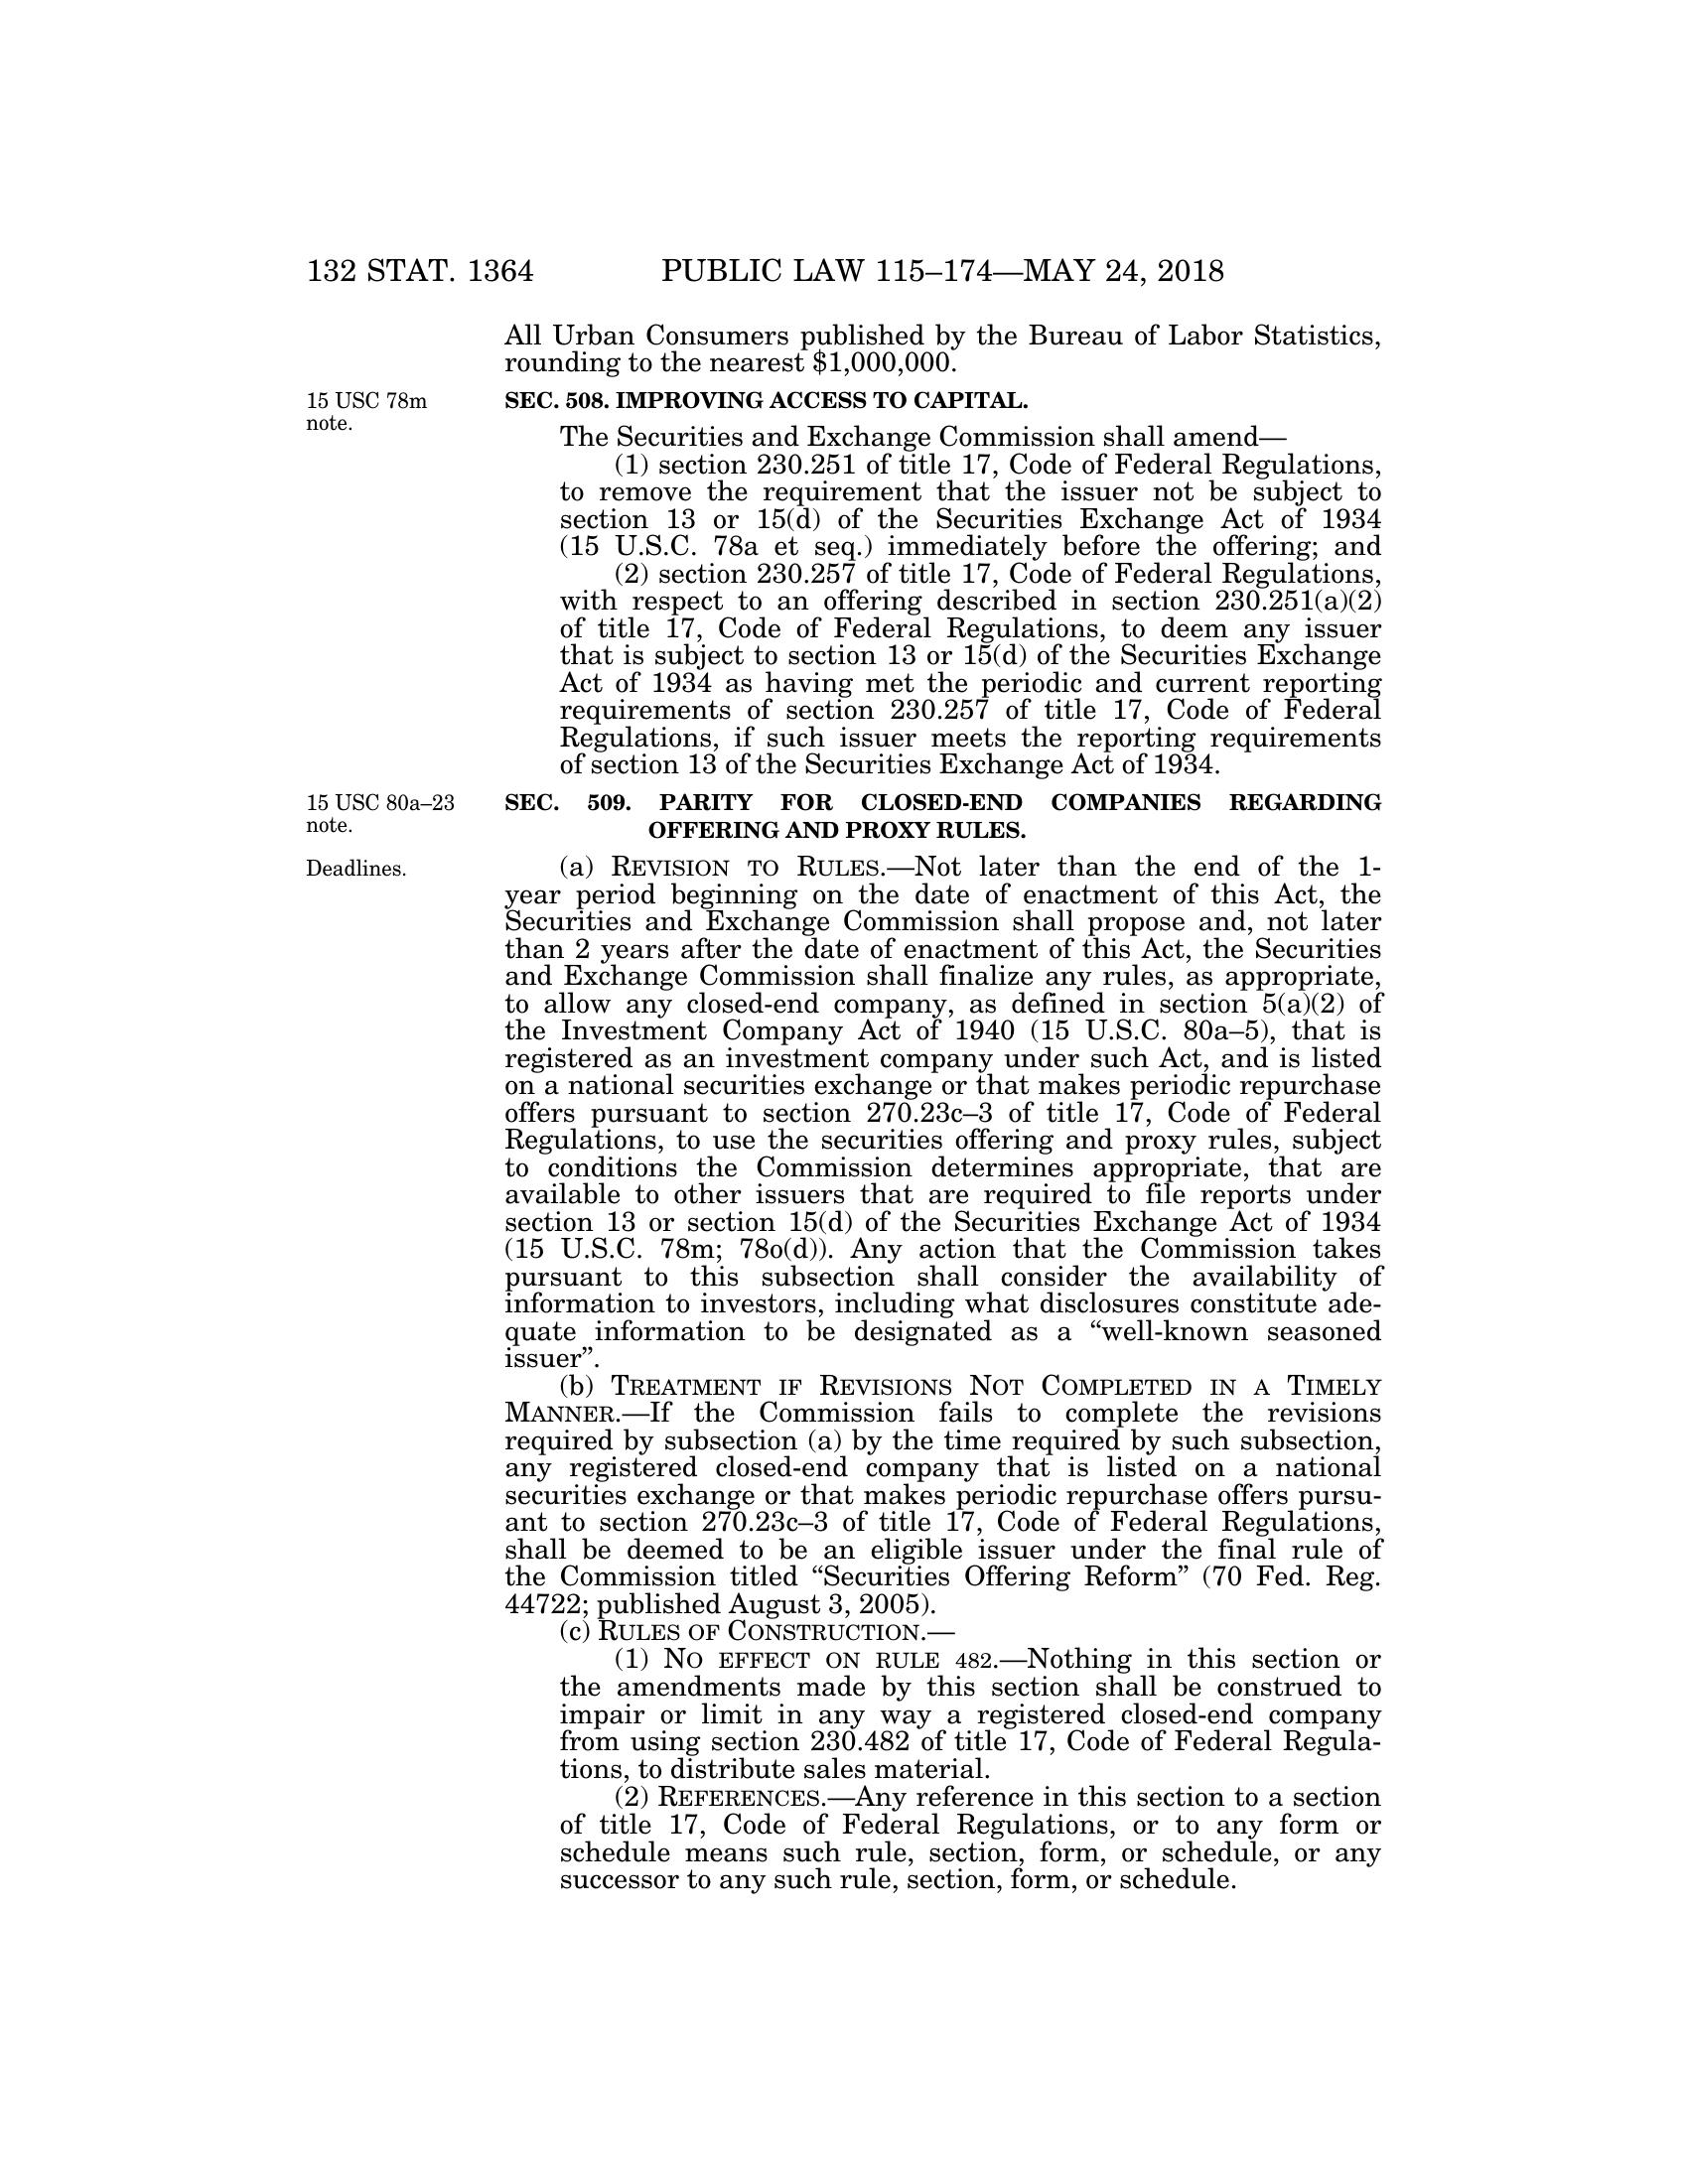 132 STAT. 1364 PUBLIC LAW 115–174—MAY 24, 2018
All Urban Consumers published by the Bureau of Labor Statistics,
rounding to the nearest $1,000,000.
15 USC 78m
note.
SEC. 508. IMPROVING ACCESS TO CAPITAL.
The Securities and Exchange Commission shall amend—
(1) section 230.251 of title 17, Code of Federal Regulations,
to remove the requirement that the issuer not be subject to
section 13 or 15(d) of the Securities Exchange Act of 1934
(15 U.S.C. 78a et seq.) immediately before the offering; and
(2) section 230.257 of title 17, Code of Federal Regulations,
with respect to an offering described in section 230.251(a)(2)
of title 17, Code of Federal Regulations, to deem any issuer
that is subject to section 13 or 15(d) of the Securities Exchange
Act of 1934 as having met the periodic and current reporting
requirements of section 230.257 of title 17, Code of Federal
Regulations, if such issuer meets the reporting requirements
of section 13 of the Securities Exchange Act of 1934.
15 USC 80a–23
note.
SEC. 509. PARITY FOR CLOSED-END COMPANIES REGARDING
OFFERING AND PROXY RULES.
Deadlines.
(a) REVISION TO RULES.—Not later than the end of the 1-
year period beginning on the date of enactment of this Act, the
Securities and Exchange Commission shall propose and, not later
than 2 years after the date of enactment of this Act, the Securities
and Exchange Commission shall finalize any rules, as appropriate,
to allow any closed-end company, as defined in section 5(a)(2) of
the Investment Company Act of 1940 (15 U.S.C. 80a–5), that is
registered as an investment company under such Act, and is listed
on a national securities exchange or that makes periodic repurchase
offers pursuant to section 270.23c–3 of title 17, Code of Federal
Regulations, to use the securities offering and proxy rules, subject
to conditions the Commission determines appropriate, that are
available to other issuers that are required to file reports under
section 13 or section 15(d) of the Securities Exchange Act of 1934
(15 U.S.C. 78m; 78o(d)). Any action that the Commission takes
pursuant to this subsection shall consider the availability of
information to investors, including what disclosures constitute ade-
quate information to be designated as a “well-known seasoned
issuer”.
(b) TREATMENT IF REVISIONS NOT COMPLETED IN A TIMELY
MANNER.—If the Commission fails to complete the revisions
required by subsection (a) by the time required by such subsection,
any registered closed-end company that is listed on a national
securities exchange or that makes periodic repurchase offers pursu-
ant to section 270.23c–3 of title 17, Code of Federal Regulations,
shall be deemed to be an eligible issuer under the final rule of
the Commission titled “Securities Offering Reform” (70 Fed. Reg.
44722; published August 3, 2005).
(c) RULES OF CONSTRUCTION.—
(1) NO EFFECT ON RULE 482.—Nothing in this section or
the amendments made by this section shall be construed to
impair or limit in any way a registered closed-end company
from using section 230.482 of title 17, Code of Federal Regula-
tions, to distribute sales material.
(2) REFERENCES.—Any reference in this section to a section
of title 17, Code of Federal Regulations, or to any form or
schedule means such rule, section, form, or schedule, or any
successor to any such rule, section, form, or schedule.